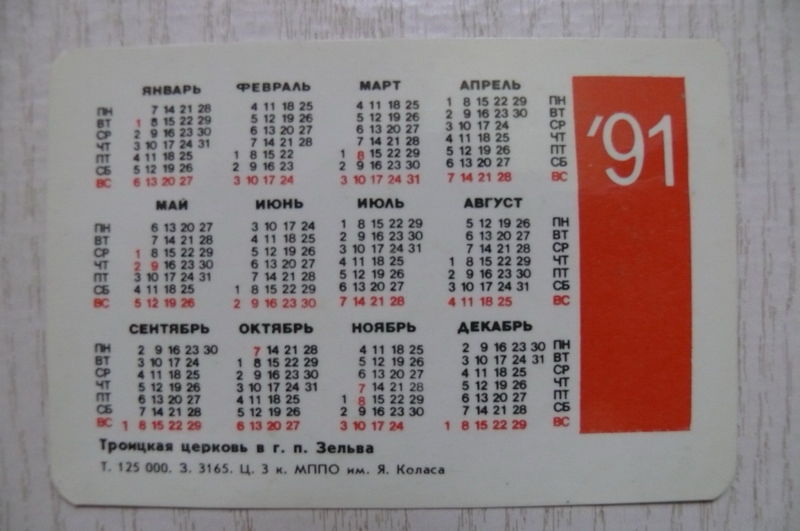 ЯНВАРЬ ФЕВРАЛЬ МАРТ АПРЕЛЬ
ПН 7 14 21 28 4 11 18 25 4 11 18 25 1 8 15 22 29 ПН
ВТ 1 8 15 22 29 5 12 19 26 5 12 19 26 2 9 16 23 30 ВТ
СР 2 9 16 23 30 6 13 20 27 6 13 20 27 3 10 17 24 СР
ЧТ 3 10 17 24 31 7 14 21 28 7 14 21 28 4 11 18 25 ЧТ
ПТ 4 11 18 25 1 8 15 22 1 8 15 22 29 5 12 19 26 ПТ
СБ 5 12 19 26 2 9 16 23 2 9 16 23 30 6 13 20 27 СБ
ВС 6 13 20 27 3 10 17 24 3 10 17 24 31 7 14 21 28 ВС
'91
МАЙ ИЮНЬ ИЮЛЬ АВГУСТ
ПН 6 13 20 27 3 10 17 24 1 8 15 22 29 5 12 19 26 ПН
ВТ 7 14 21 28 4 11 18 25 2 9 16 23 30 6 13 20 27 ВТ
СР 1 8 15 22 29 5 12 19 26 3 10 17 24 31 7 14 21 28 СР
ЧТ 2 9 16 23 30 6 13 20 27 4 11 18 25 1 8 15 22 29 ЧТ
ПТ 3 10 17 24 31 7 14 21 28 5 12 19 26 2 9 16 23 30 ПТ
СБ 4 11 18 25 1 8 15 22 29 6 13 20 27 3 10 17 24 31 СБ
ВС 5 12 19 26 2 9 16 23 30 7 14 21 28 4 11 18 25 ВС
СЕНТЯБРЬ ОКТЯБРЬ НОЯБРЬ ДЕКАБРЬ
ПН 2 9 16 23 30 7 14 21 28 4 11 18 25 2 9 16 23 30 ПН
ВТ 3 10 17 24 1 8 15 22 29 5 12 19 26 3 10 17 24 31 ВТ
СР 4 11 18 25 2 9 16 23 30 6 13 20 27 4 11 18 25 СР
ЧТ 5 12 19 26 3 10 17 24 31 7 14 21 28 5 12 19 26 ЧТ
ПТ 6 13 20 27 4 11 18 25 1 8 15 22 29 6 13 20 27 ПТ
СБ 7 14 21 28 5 12 19 26 2 9 16 23 30 7 14 21 28 СБ
ВС 1 8 15 22 29 6 13 20 27 3 10 17 24 1 8 15 22 29 ВС
Троицкая церковь в г. п. Зельва
Т. 125 000. З. 3165. Ц. 3 к. МППО им. Я. Коласа